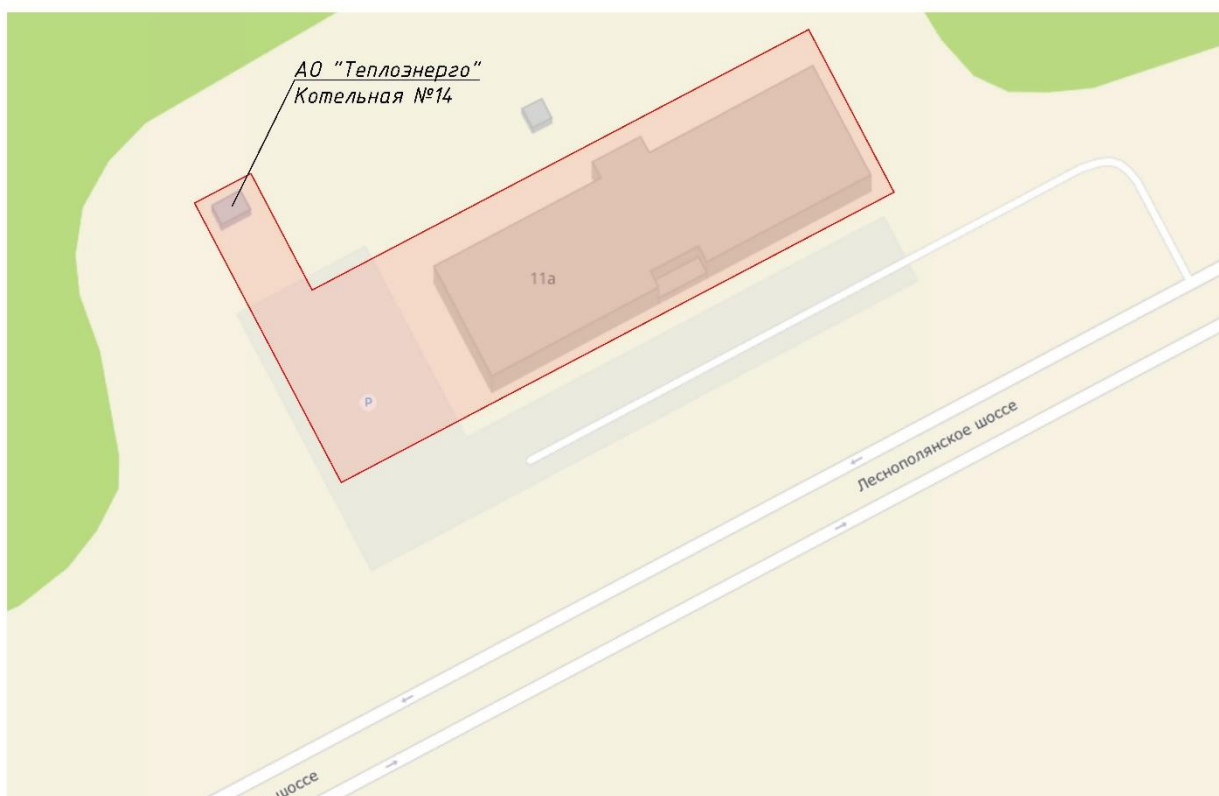 АО "Теплоэнерго"
Котельная №14
11а
P
Леснополянское шоссе
шоссе